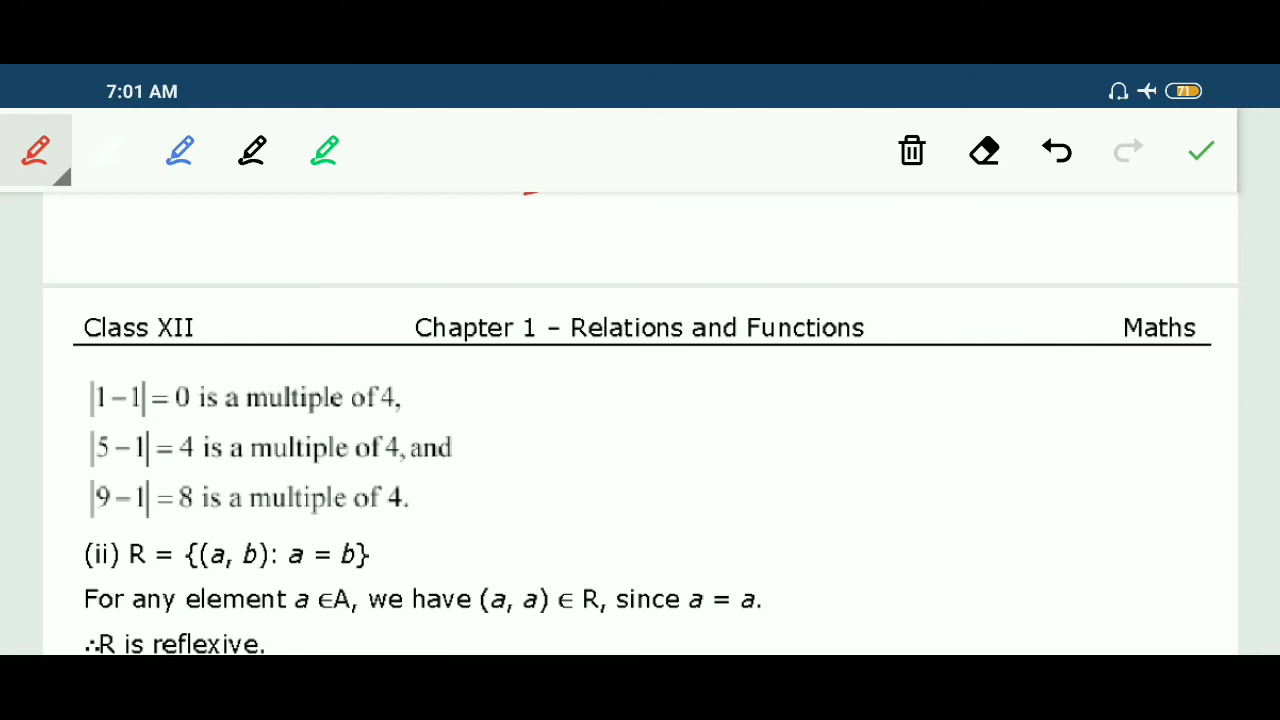 7:01 AM
71
Class XII Chapter 1 – Relations and Functions Maths
|1−1| = 0 is a multiple of 4,
|5−1| = 4 is a multiple of 4, and
|9−1| = 8 is a multiple of 4.
(ii) R = {(a, b): a = b}
For any element a ∈A, we have (a, a) ∈ R, since a = a.
∴R is reflexive.